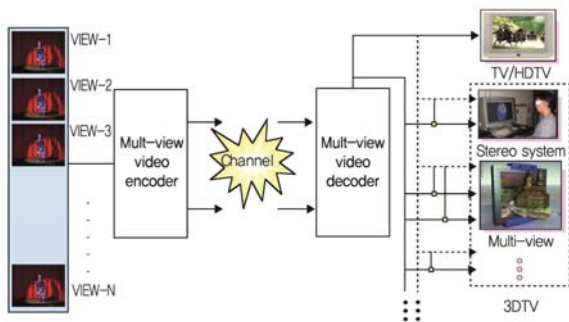 VIEW-1
VIEW-2
VIEW-3
VIEW-N
Mult-view
video
encoder
Channel
Mult-view
video
decoder
TV/HDTV
Stereo system
Multi-view
3DTV